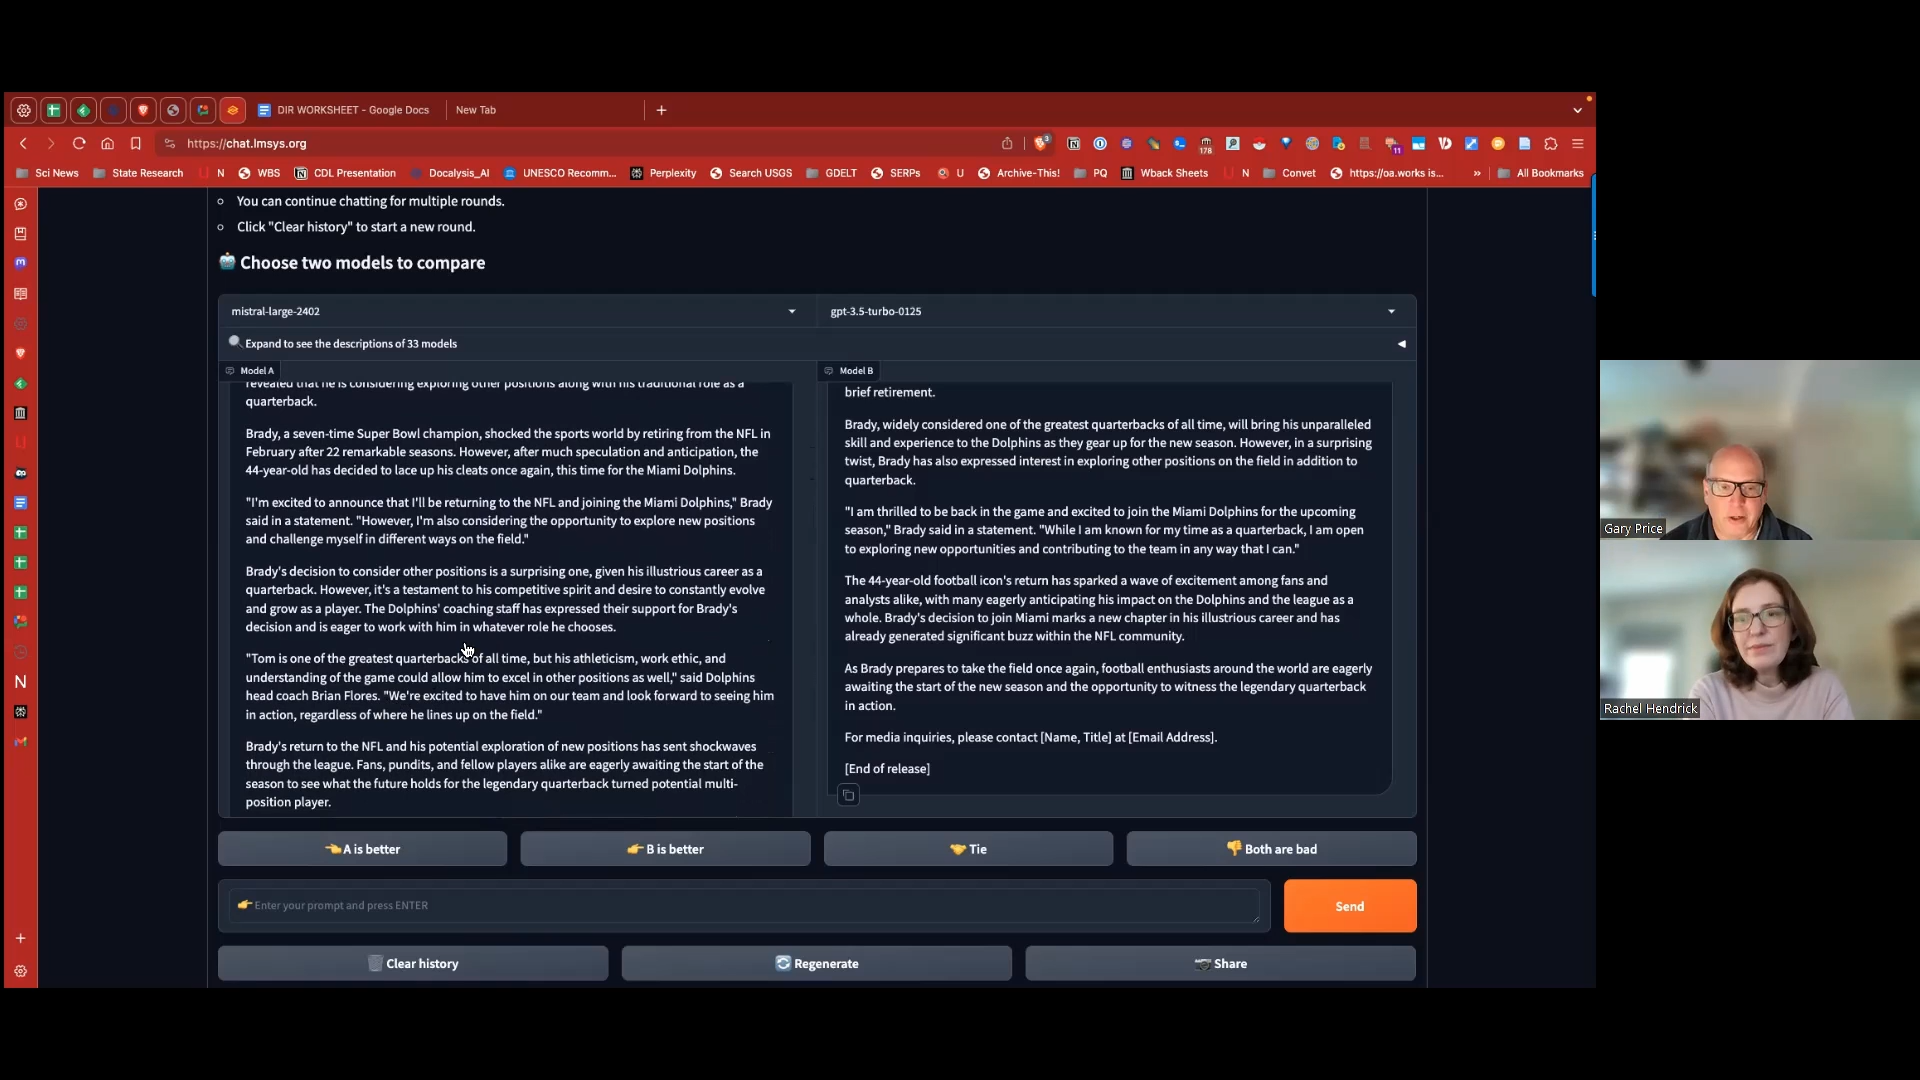 DIR WORKSHEET - Google Docs
New Tab
https://chat.lmsys.org
3
178
11
Sci News
State Research
N
WBS
CDL Presentation
Docalysis_AI
UNESCO Recomm...
Perplexity
Search USGS
GDELT
SERPs
U
Archive-This!
PQ
Wback Sheets
N
Convet
https://oa.works is...
»
All Bookmarks
You can continue chatting for multiple rounds.
Click "Clear history" to start a new round.
Choose two models to compare
mistral-large-2402
gpt-3.5-turbo-0125
Expand to see the descriptions of 33 models
Model A
revealed that he is considering exploring other positions along with his traditional role as a
quarterback.
Brady, a seven-time Super Bowl champion, shocked the sports world by retiring from the NFL in
February after 22 remarkable seasons. However, after much speculation and anticipation, the
44-year-old has decided to lace up his cleats once again, this time for the Miami Dolphins.
"I'm excited to announce that I'll be returning to the NFL and joining the Miami Dolphins," Brady
said in a statement. "However, I'm also considering the opportunity to explore new positions
and challenge myself in different ways on the field."
Brady's decision to consider other positions is a surprising one, given his illustrious career as a
quarterback. However, it's a testament to his competitive spirit and desire to constantly evolve
and grow as a player. The Dolphins' coaching staff has expressed their support for Brady's
decision and is eager to work with him in whatever role he chooses.
"Tom is one of the greatest quarterbacks of all time, but his athleticism, work ethic, and
understanding of the game could allow him to excel in other positions as well," said Dolphins
head coach Brian Flores. "We're excited to have him on our team and look forward to seeing him
in action, regardless of where he lines up on the field."
Brady's return to the NFL and his potential exploration of new positions has sent shockwaves
through the league. Fans, pundits, and fellow players alike are eagerly awaiting the start of the
season to see what the future holds for the legendary quarterback turned potential multi-
position player.
Model B
brief retirement.
Brady, widely considered one of the greatest quarterbacks of all time, will bring his unparalleled
skill and experience to the Dolphins as they gear up for the new season. However, in a surprising
twist, Brady has also expressed interest in exploring other positions on the field in addition to
quarterback.
"I am thrilled to be back in the game and excited to join the Miami Dolphins for the upcoming
season," Brady said in a statement. "While I am known for my time as a quarterback, I am open
to exploring new opportunities and contributing to the team in any way that I can."
The 44-year-old football icon's return has sparked a wave of excitement among fans and
analysts alike, with many eagerly anticipating his impact on the Dolphins and the league as a
whole. Brady's decision to join Miami marks a new chapter in his illustrious career and has
already generated significant buzz within the NFL community.
As Brady prepares to take the field once again, football enthusiasts around the world are eagerly
awaiting the start of the new season and the opportunity to witness the legendary quarterback
in action.
For media inquiries, please contact [Name, Title] at [Email Address].
[End of release]
A is better
B is better
Tie
Both are bad
Enter your prompt and press ENTER
Send
Clear history
Regenerate
Share
Gary Price
Rachel Hendrick